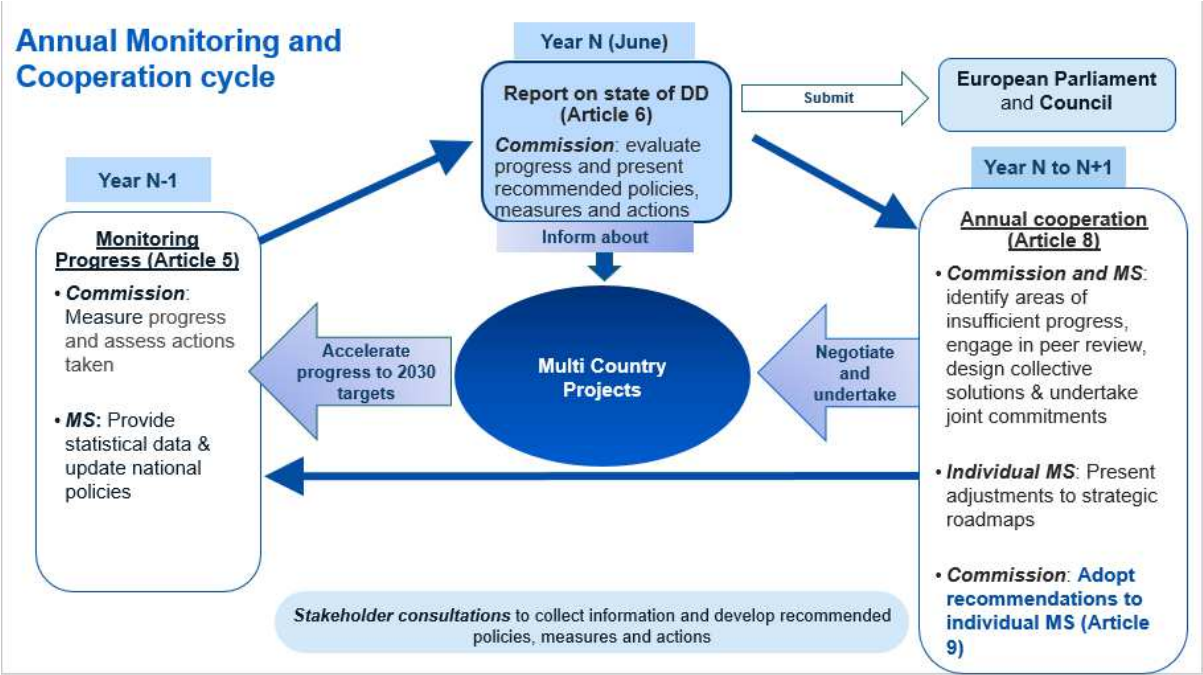 Annual Monitoring and
Cooperation cycle
Year N (June)
Report on state of DD
(Article 6)
Commission: evaluate
progress and present
recommended policies,
measures and actions
Inform about
Submit
European Parliament
and Council
Year N-1
Monitoring
Progress (Article 5)
• Commission:
Measure progress
and assess actions
taken
• MS: Provide
statistical data &
update national
policies
Accelerate
progress to 2030
targets
Multi Country
Projects
Negotiate
and
undertake
Year N to N+1
Annual cooperation
(Article 8)
• Commission and MS:
identify areas of
insufficient progress,
engage in peer review,
design collective
solutions & undertake
joint commitments
• Individual MS: Present
adjustments to strategic
roadmaps
• Commission: Adopt
recommendations to
individual MS (Article
9)
Stakeholder consultations to collect information and develop recommended
policies, measures and actions